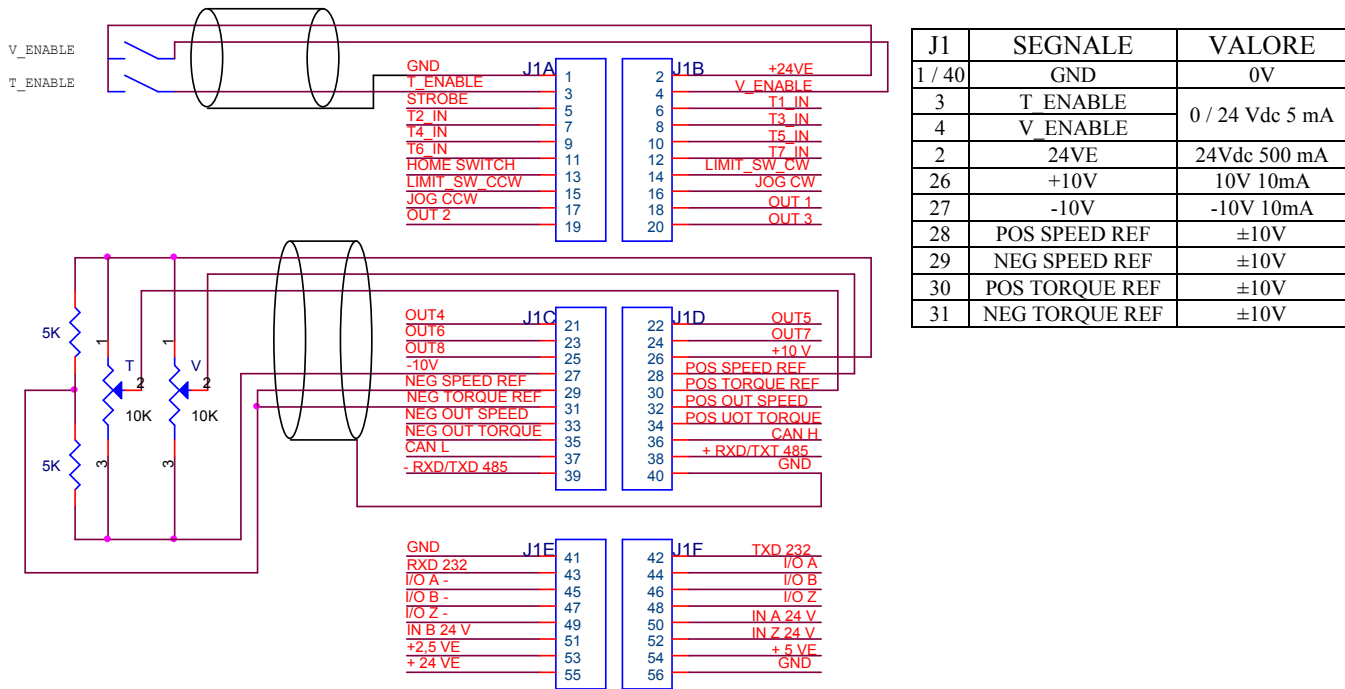 V_ENABLE
T_ENABLE
J1A
GND 1
T_ENABLE 3
STROBE 5
T2_IN 7
T4_IN 9
T6_IN 11
HOME SWITCH 13
LIMIT_SW_CCW 15
JOG CCW 17
OUT 2 19
J1B
2 +24VE
4 V_ENABLE
6 T1_IN
8 T3_IN
10 T5_IN
12 T7_IN
14 LIMIT_SW_CW
16 JOG CW
18 OUT 1
20 OUT 3
5K
5K
1
T
2
10K
3
1
V
2
10K
3
J1C
OUT4 21
OUT6 23
OUT8 25
-10V 27
NEG SPEED REF 29
NEG TORQUE REF 31
NEG OUT SPEED 33
NEG OUT TORQUE 35
CAN L 37
- RXD/TXD 485 39
J1D
22 OUT5
24 OUT7
26 +10 V
28 POS SPEED REF
30 POS TORQUE REF
32 POS OUT SPEED
34 POS UOT TORQUE
36 CAN H
38 + RXD/TXT 485
40 GND
J1E
GND 41
RXD 232 43
I/O A - 45
I/O B - 47
I/O Z - 49
IN B 24 V 51
+2,5 VE 53
+ 24 VE 55
J1F
42 TXD 232
44 I/O A
46 I/O B
48 I/O Z
50 IN A 24 V
52 IN Z 24 V
54 + 5 VE
56 GND
J1 SEGNALE VALORE
1 / 40 GND 0V
3 T_ENABLE 0 / 24 Vdc 5 mA
4 V_ENABLE
2 24VE 24Vdc 500 mA
26 +10V 10V 10mA
27 -10V -10V 10mA
28 POS SPEED REF ±10V
29 NEG SPEED REF ±10V
30 POS TORQUE REF ±10V
31 NEG TORQUE REF ±10V